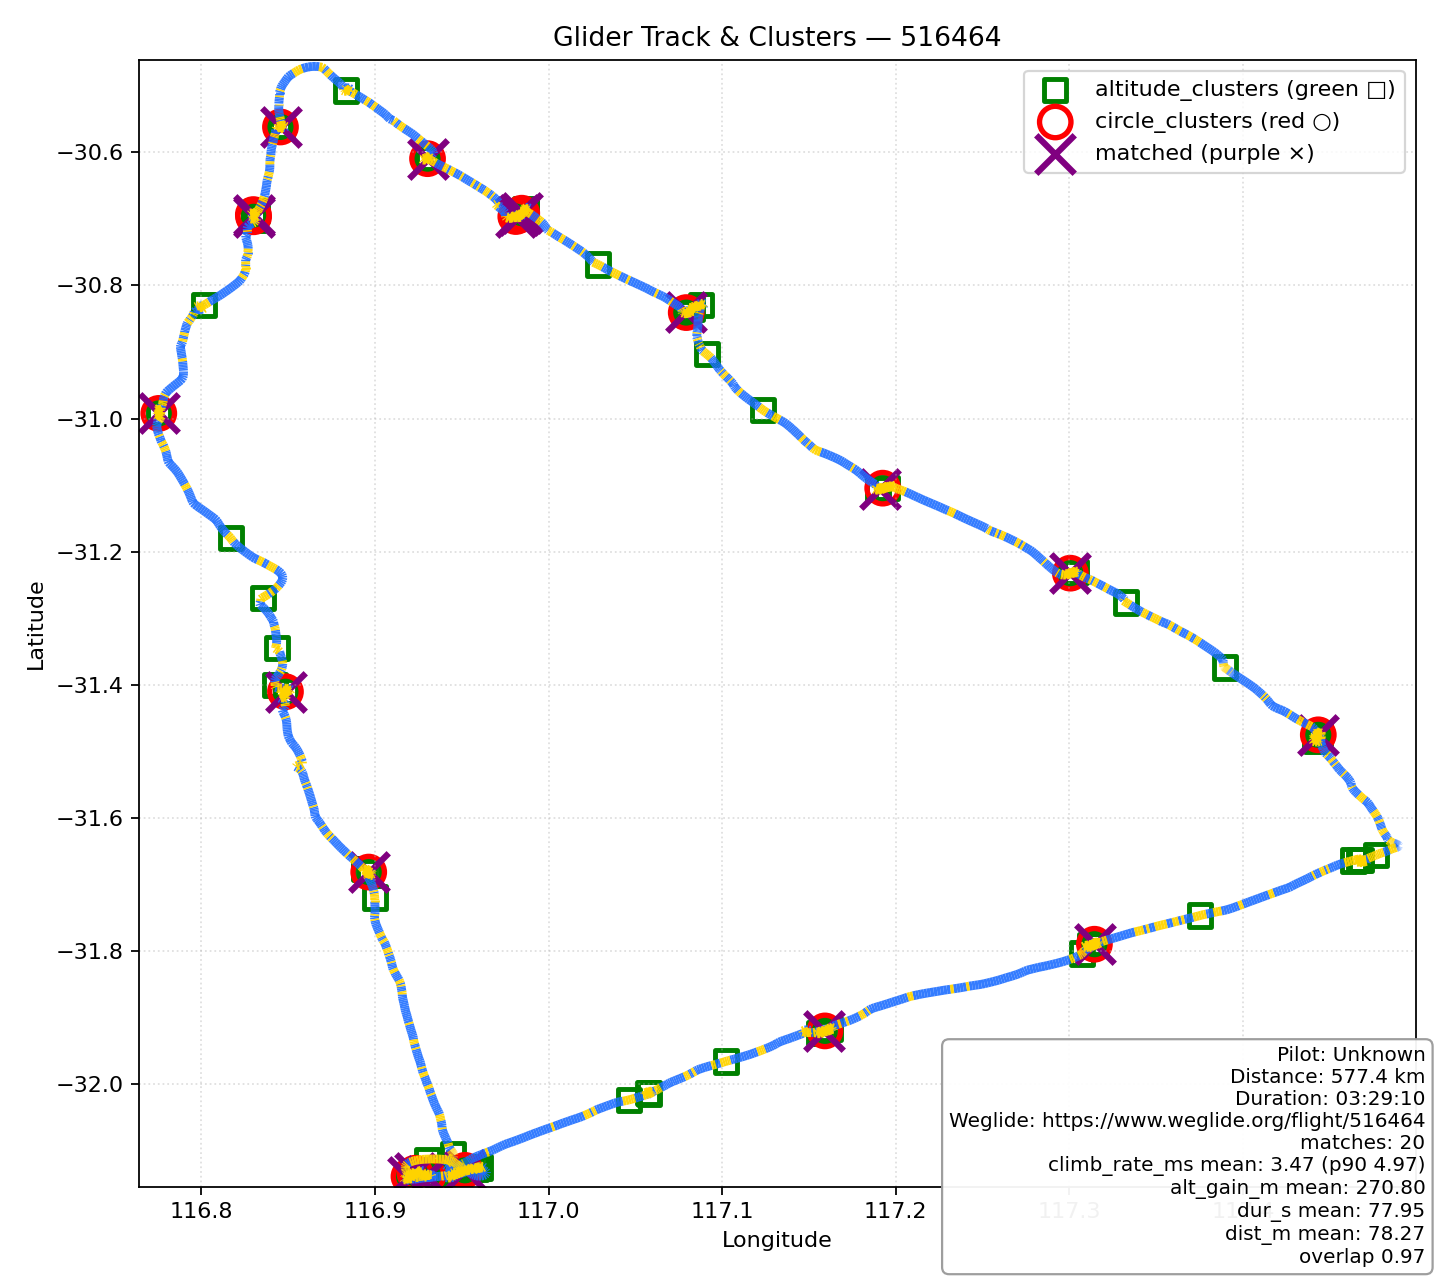 Glider Track & Clusters — 516464
altitude_clusters (green □)
circle_clusters (red ○)
matched (purple ×)
Latitude
−30.6
−30.8
−31.0
−31.2
−31.4
−31.6
−31.8
−32.0
116.8 116.9 117.0 117.1 117.2 117.3
Longitude
Pilot: Unknown
Distance: 577.4 km
Duration: 03:29:10
Weglide: https://www.weglide.org/flight/516464
matches: 20
climb_rate_ms mean: 3.47 (p90 4.97)
alt_gain_m mean: 270.80
dur_s mean: 77.95
dist_m mean: 78.27
overlap 0.97